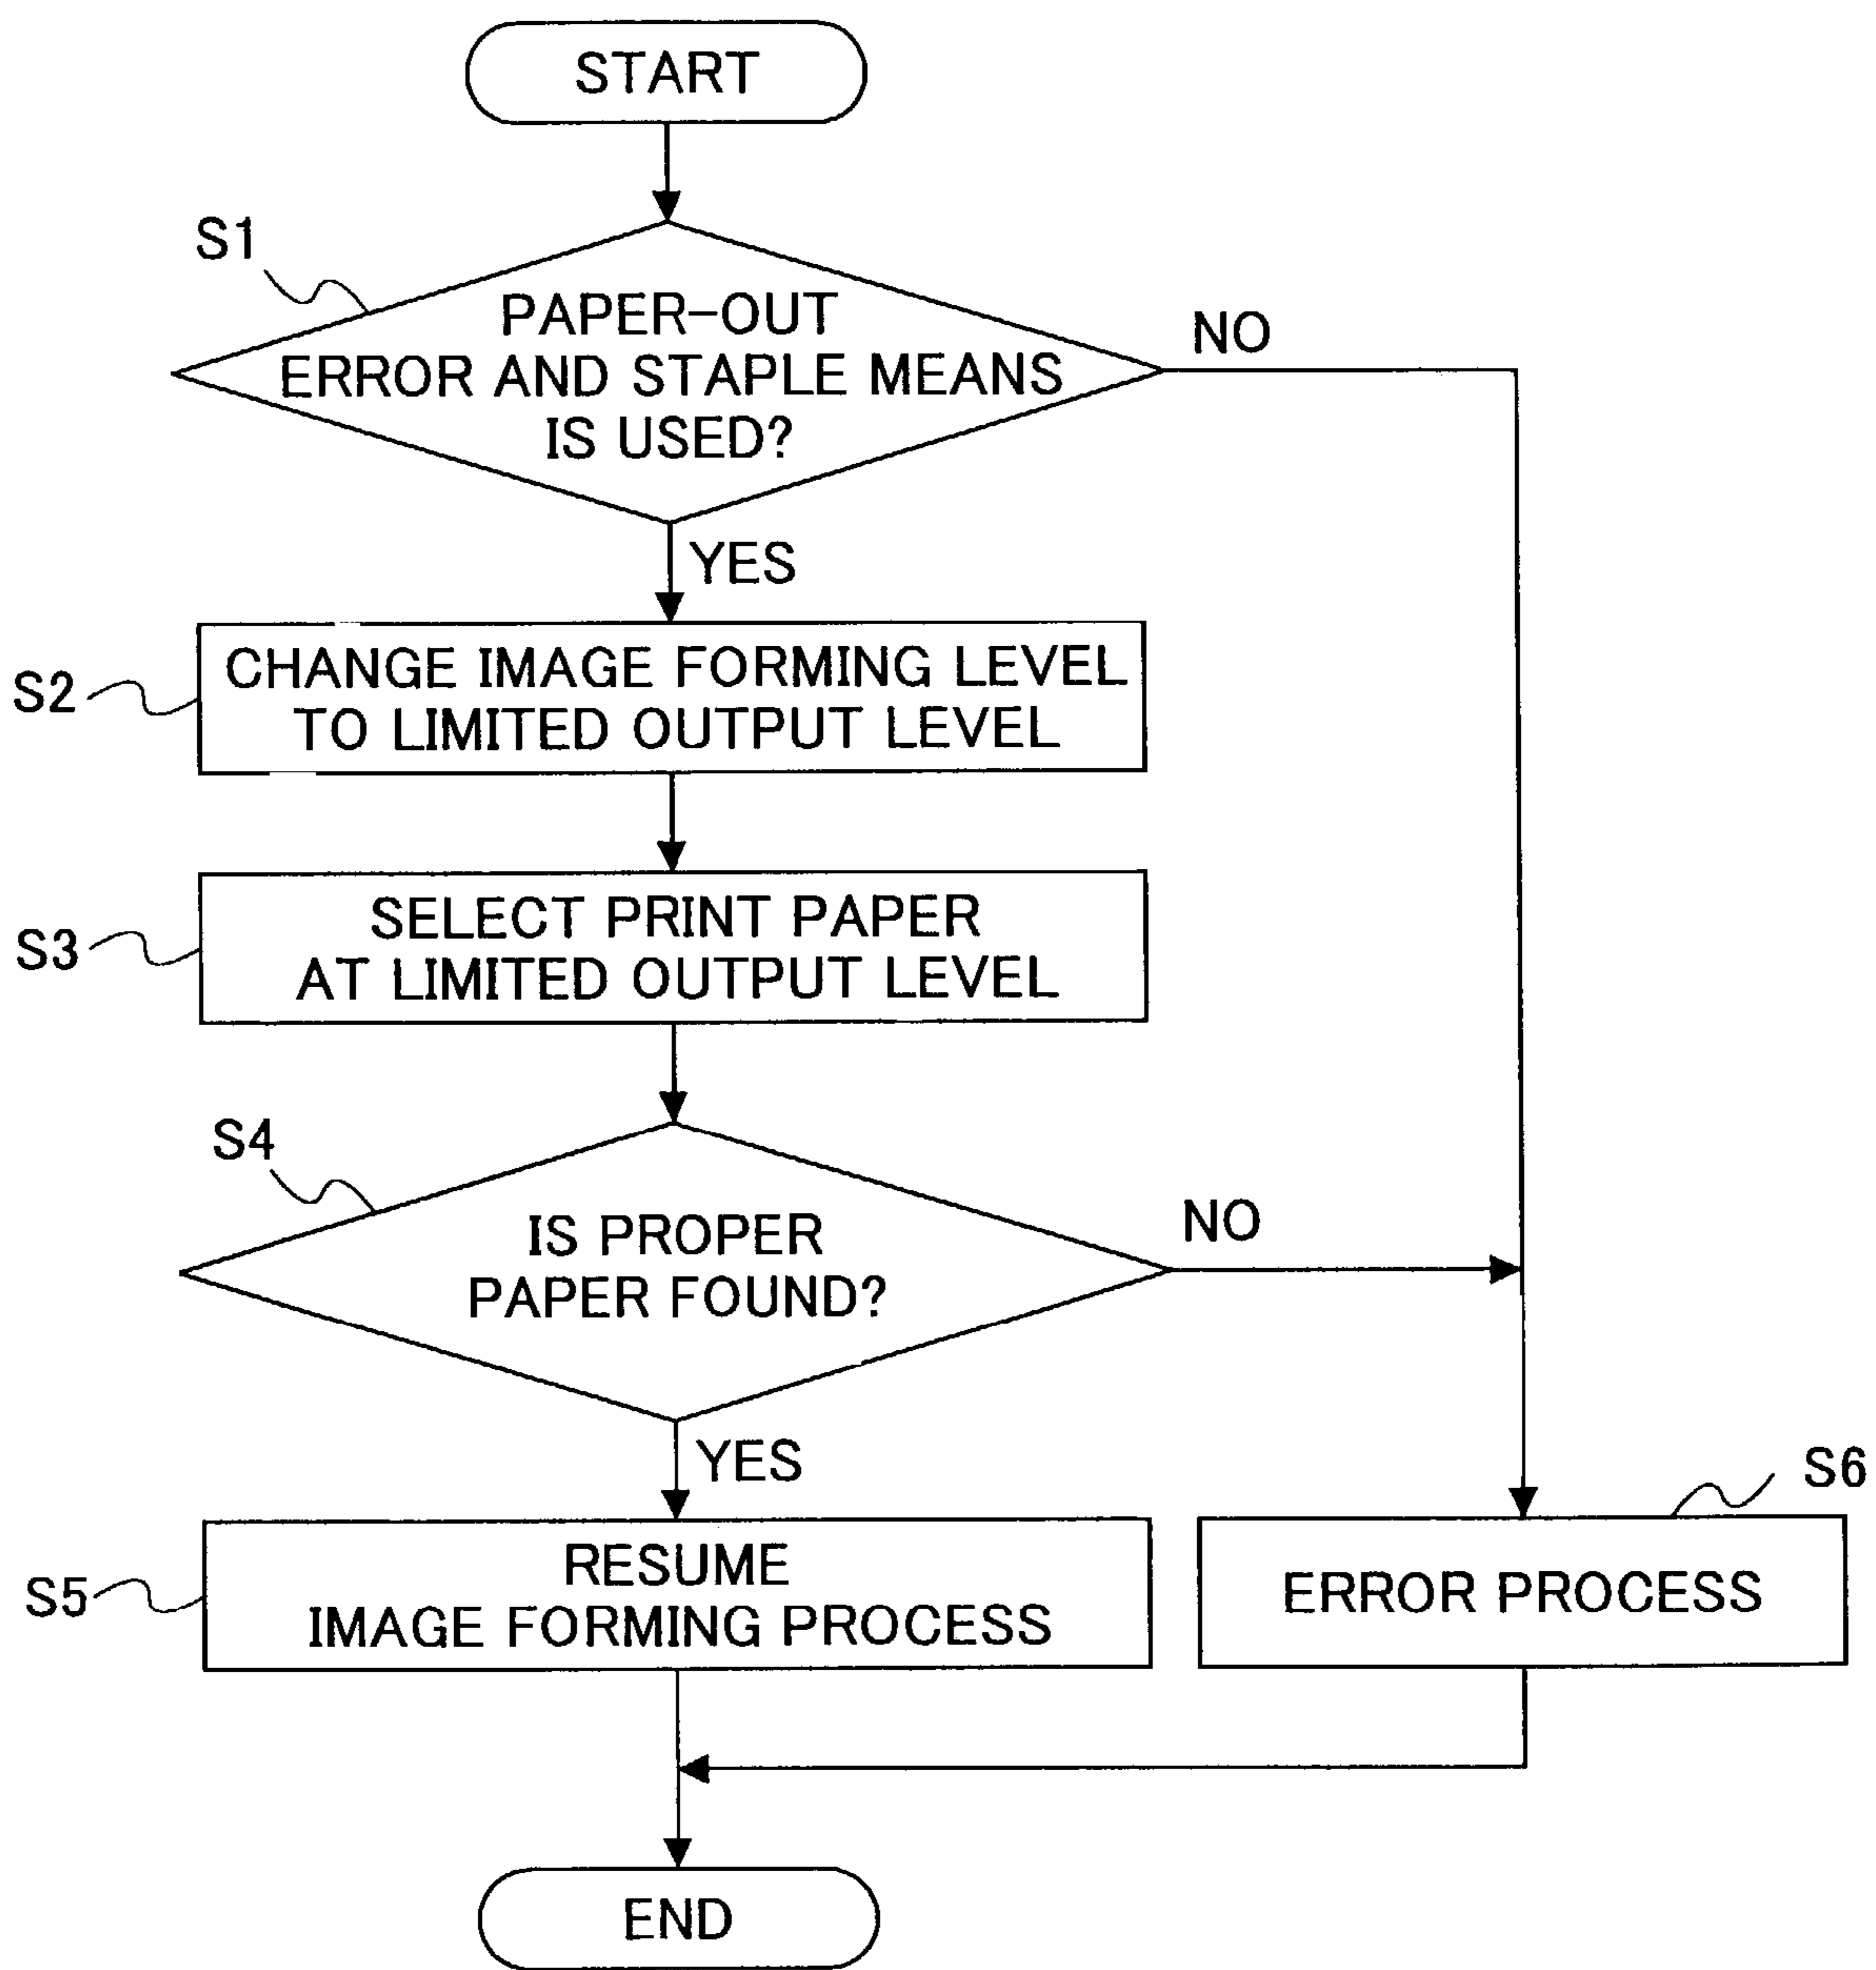 START
S1
PAPER-OUT
ERROR AND STAPLE MEANS
IS USED?
NO
YES
S2
CHANGE IMAGE FORMING LEVEL
TO LIMITED OUTPUT LEVEL
S3
SELECT PRINT PAPER
AT LIMITED OUTPUT LEVEL
S4
IS PROPER
PAPER FOUND?
NO
YES
S5
RESUME
IMAGE FORMING PROCESS
S6
ERROR PROCESS
END